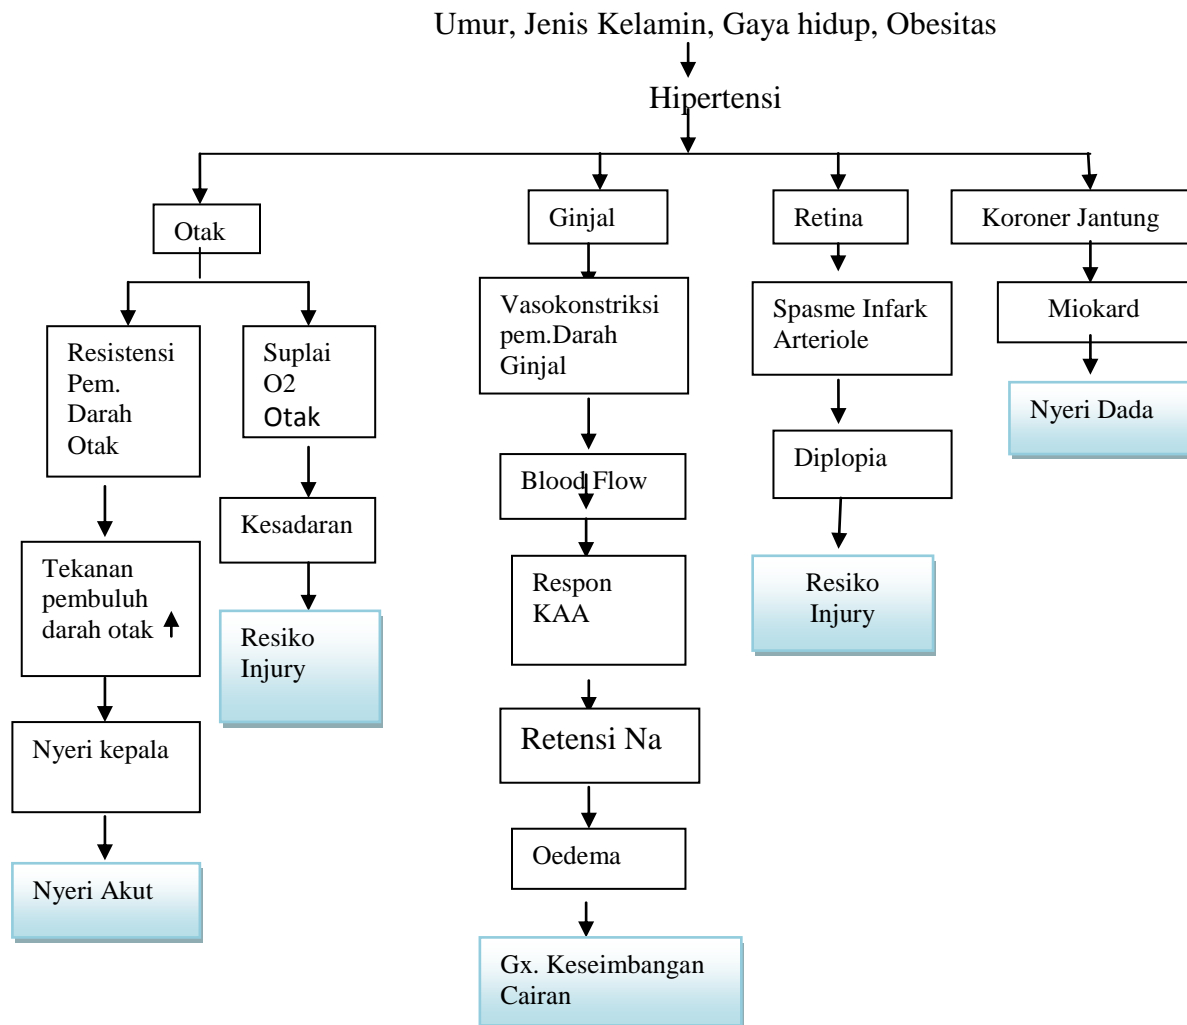 Umur, Jenis Kelamin, Gaya hidup, Obesitas
Hipertensi
Otak
Ginjal
Retina
Koroner Jantung
Resistensi
Pem.
Darah
Otak
Suplai
O2
Otak
Vasokonstriksi
pem.Darah
Ginjal
Spasme Infark
Arteriole
Miokard
Nyeri Dada
Blood Flow
Diplopia
Kesadaran
Tekanan
pembuluh
darah otak
Respon
KAA
Resiko
Injury
Resiko
Injury
Nyeri kepala
Retensi Na
Oedema
Nyeri Akut
Gx. Keseimbangan
Cairan